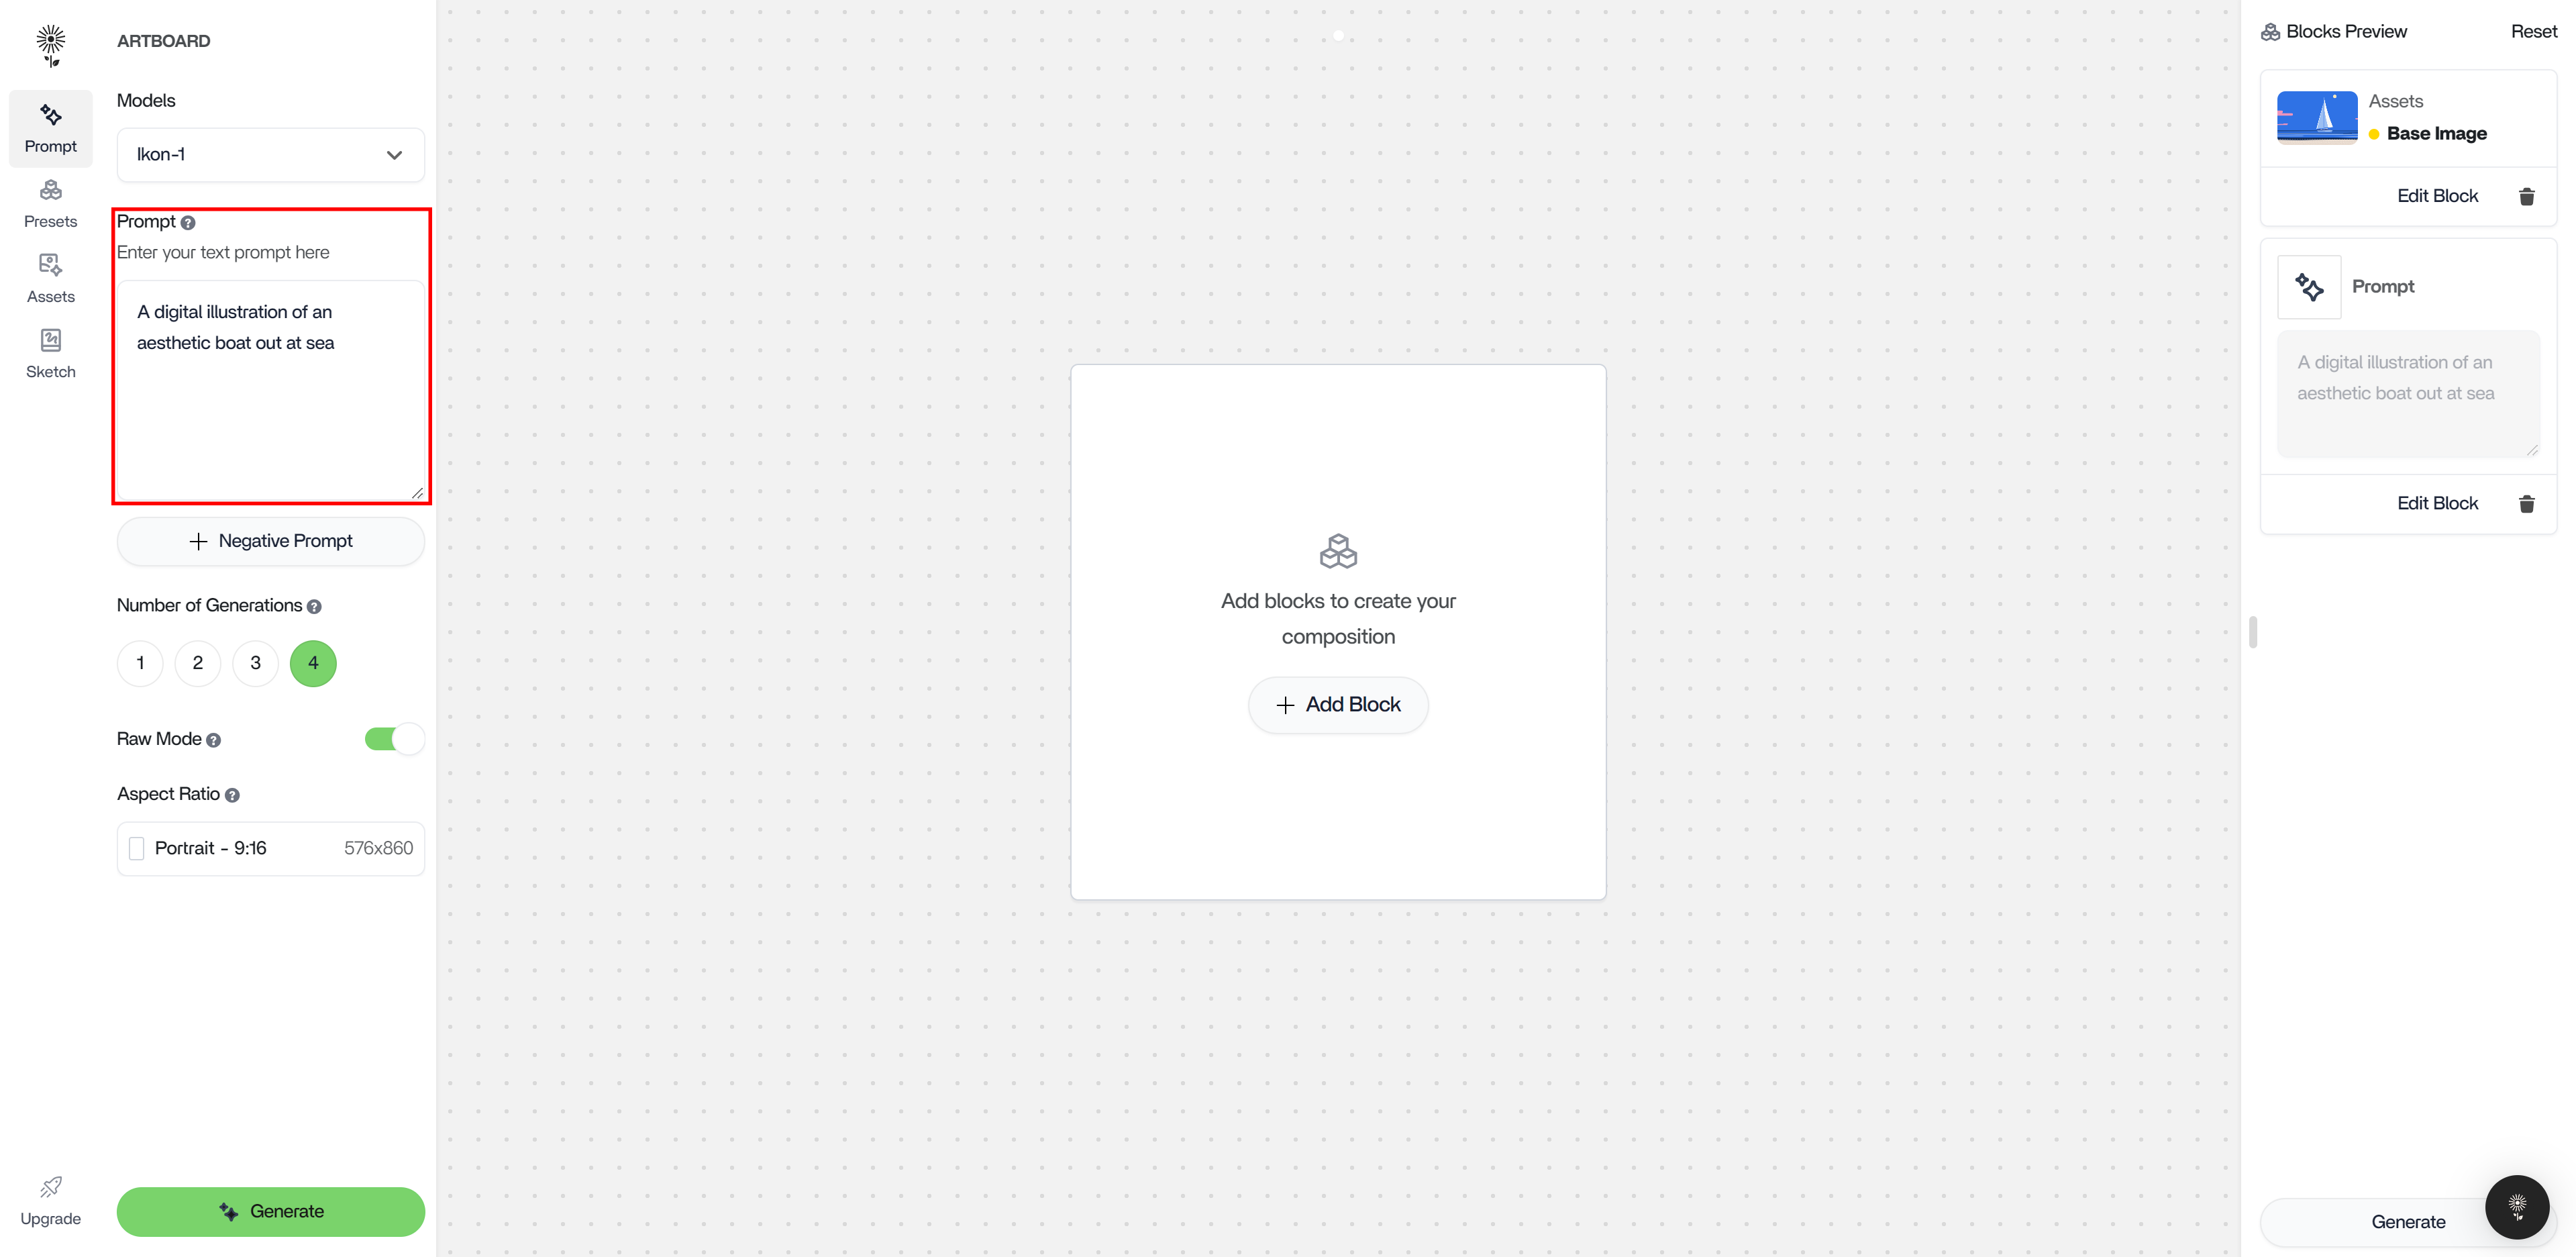 Prompt
Presets
Assets
Sketch
Upgrade
ARTBOARD
Models
Ikon-1
Prompt ?
Enter your text prompt here
A digital illustration of an
aesthetic boat out at sea
Negative Prompt
Number of Generations ?
1 2 3 4
Raw Mode ?
Aspect Ratio ?
Portrait - 9:16 576x860
Generate
Add blocks to create your
composition
Add Block
Blocks Preview Reset
Assets
Base Image
Edit Block
Prompt
A digital illustration of an
aesthetic boat out at sea
Edit Block
Generate